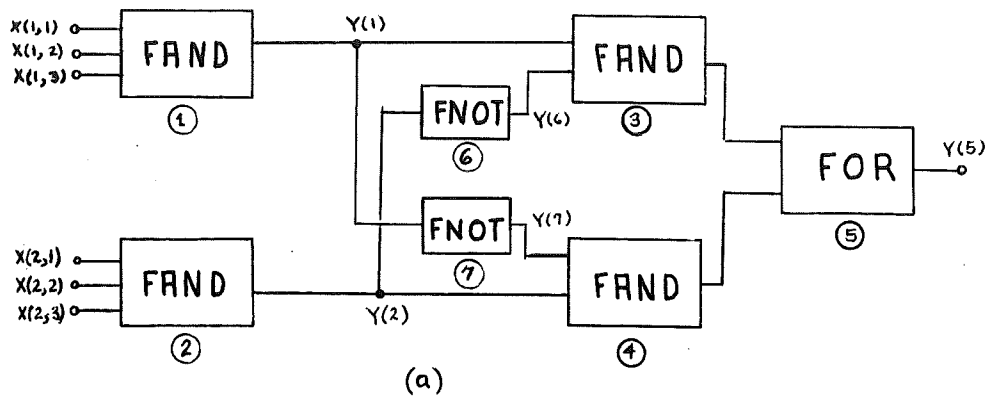 X(1,1)
X(1,2)
X(1,3)
FAND
1
Y(1)
FAND
3
FNOT
6
Y(6)
FOR
5
Y(5)
FNOT
7
Y(7)
X(2,1)
X(2,2)
X(2,3)
FAND
2
Y(2)
FAND
4
(a)